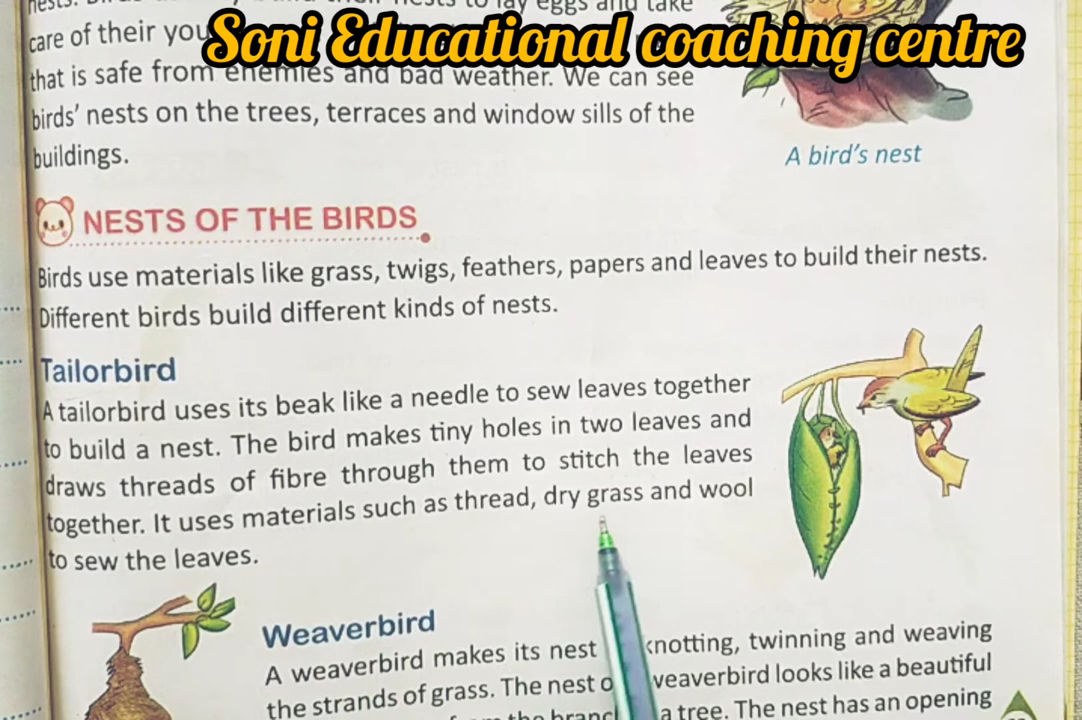 Soni Educational coaching centre
eggs and take
care of their
that is safe from enemies and bad weather. We can see
birds' nests on the trees, terraces and window sills of the
buildings.
A bird's nest
NESTS OF THE BIRDS
Birds use materials like grass, twigs, feathers, papers and leaves to build their nests.
Different birds build different kinds of nests.
Tailorbird
A tailorbird uses its beak like a needle to sew leaves together
to build a nest. The bird makes tiny holes in two leaves and
draws threads of fibre through them to stitch the leaves
together. It uses materials such as thread, dry grass and wool
to sew the leaves.
Weaverbird
A weaverbird makes its nest knotting, twinning and weaving
the strands of grass. The nest weaverbird looks like a beautiful
a tree. The nest has an opening